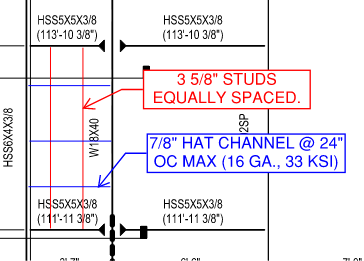 HSS5X5X3/8
(113'-10 3/8")
HSS5X5X3/8
(113'-10 3/8")
3 5/8" STUDS
EQUALLY SPACED.
HSS6X4X3/8
W18X40
2SP
7/8" HAT CHANNEL @ 24"
OC MAX (16 GA., 33 KSI)
HSS5X5X3/8
(111'-11 3/8")
HSS5X5X3/8
(111'-11 3/8")